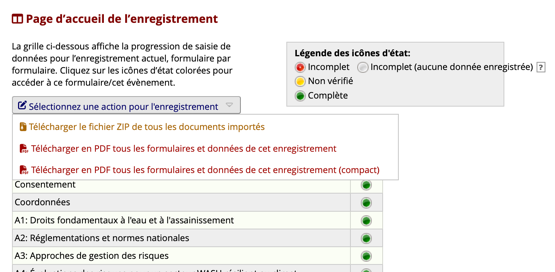 Page d’accueil de l’enregistrement
La grille ci-dessous affiche la progression de saisie de
données pour l’enregistrement actuel, formulaire par
formulaire. Cliquez sur les icônes d’état colorées pour
accéder à ce formulaire/cet évènement.
Légende des icônes d'état:
Incomplet Incomplet (aucune donnée enregistrée) ?
Non vérifié
Complète
Sélectionnez une action pour l'enregistrement
Télécharger le fichier ZIP de tous les documents importés
Télécharger en PDF tous les formulaires et données de cet enregistrement
Télécharger en PDF tous les formulaires et données de cet enregistrement (compact)
Consentement
Coordonnées
A1: Droits fondamentaux à l'eau et à l'assainissement
A2: Réglementations et normes nationales
A3: Approches de gestion des risques